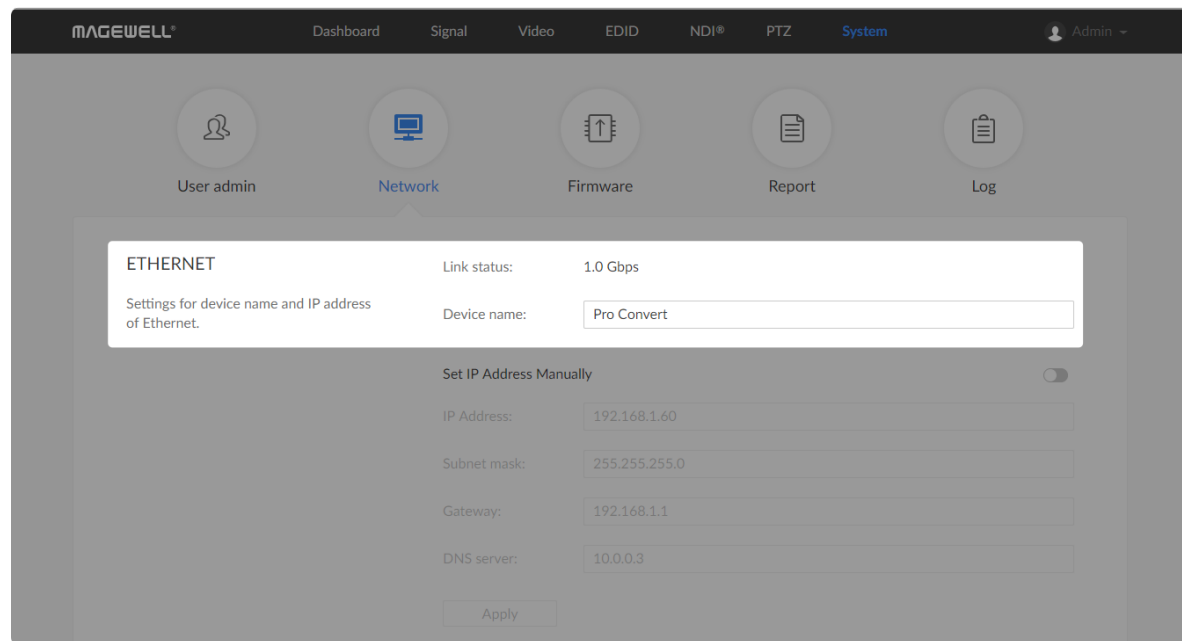 MAGEWELL®
Dashboard Signal Video EDID NDI® PTZ System Admin
User admin Network Firmware Report Log
ETHERNET
Settings for device name and IP address
of Ethernet.
Link status: 1.0 Gbps
Device name: Pro Convert
Set IP Address Manually
IP Address: 192.168.1.60
Subnet mask: 255.255.255.0
Gateway: 192.168.1.1
DNS server: 10.0.0.3
Apply